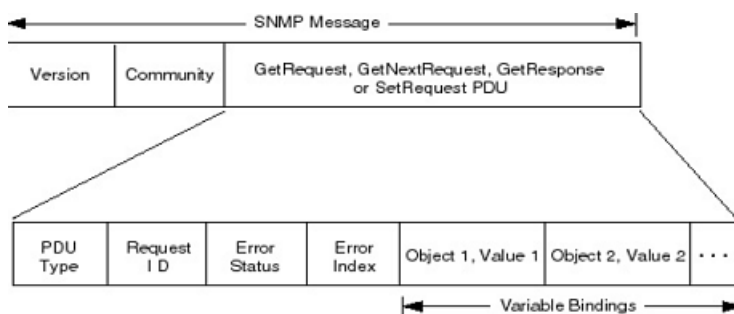 SNMP Message
Version
Community
GetRequest, GetNextRequest, GetResponse
or SetRequest PDU
PDU
Type
Request
I D
Error
Status
Error
Index
Object 1, Value 1
Object 2, Value 2
· · ·
Variable Bindings